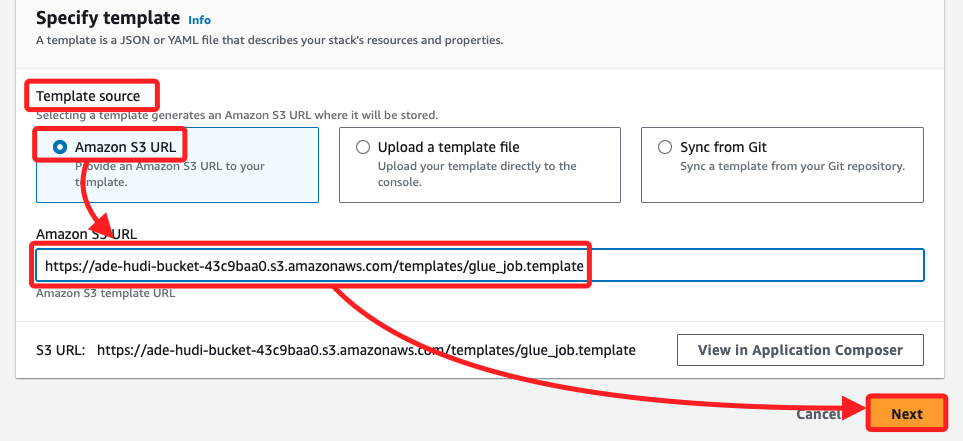 Specify template Info
A template is a JSON or YAML file that describes your stack's resources and properties.
Template source
Selecting a template generates an Amazon S3 URL where it will be stored.
Amazon S3 URL
Provide an Amazon S3 URL to your
template.
Upload a template file
Upload your template directly to the
console.
Sync from Git
Sync a template from your Git repository.
Amazon S3 URL
https://ade-hudi-bucket-43c9baa0.s3.amazonaws.com/templates/glue_job.template
Amazon S3 template URL
S3 URL: https://ade-hudi-bucket-43c9baa0.s3.amazonaws.com/templates/glue_job.template
View in Application Composer
Cancel
Next